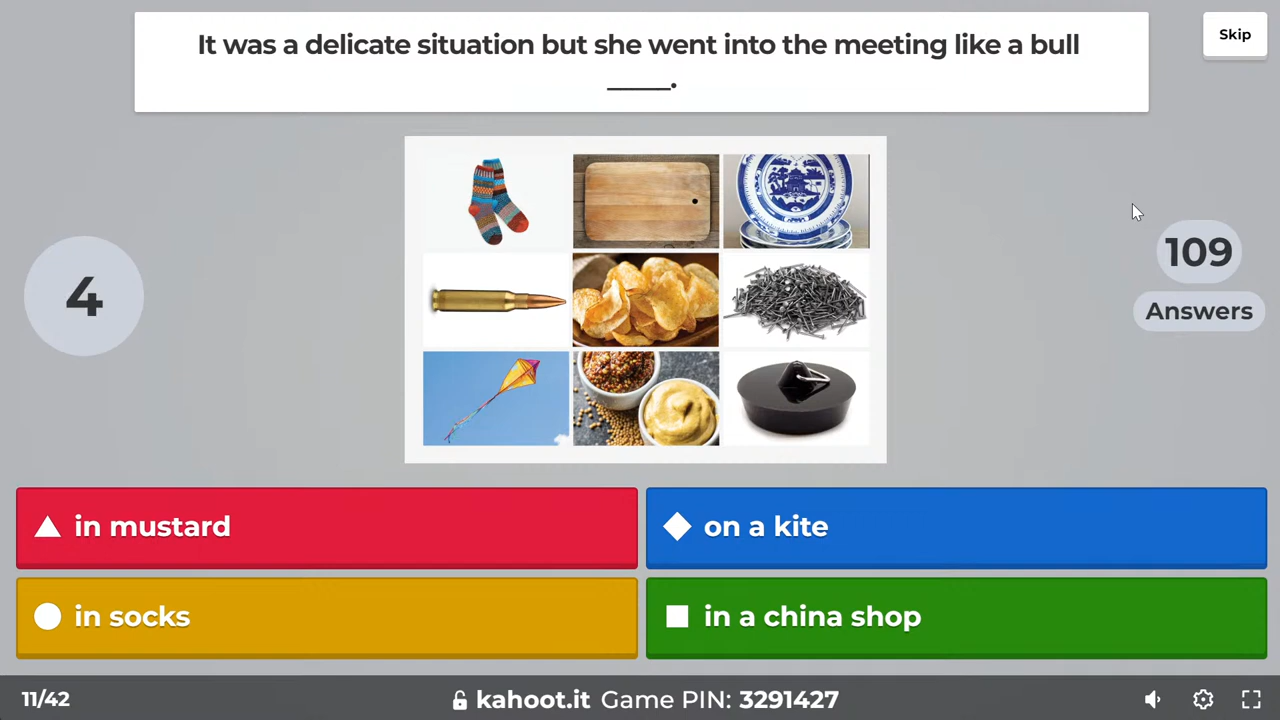 It was a delicate situation but she went into the meeting like a bull
______.
Skip
4
109
Answers
in mustard
on a kite
in socks
in a china shop
11/42
kahoot.it Game PIN: 3291427